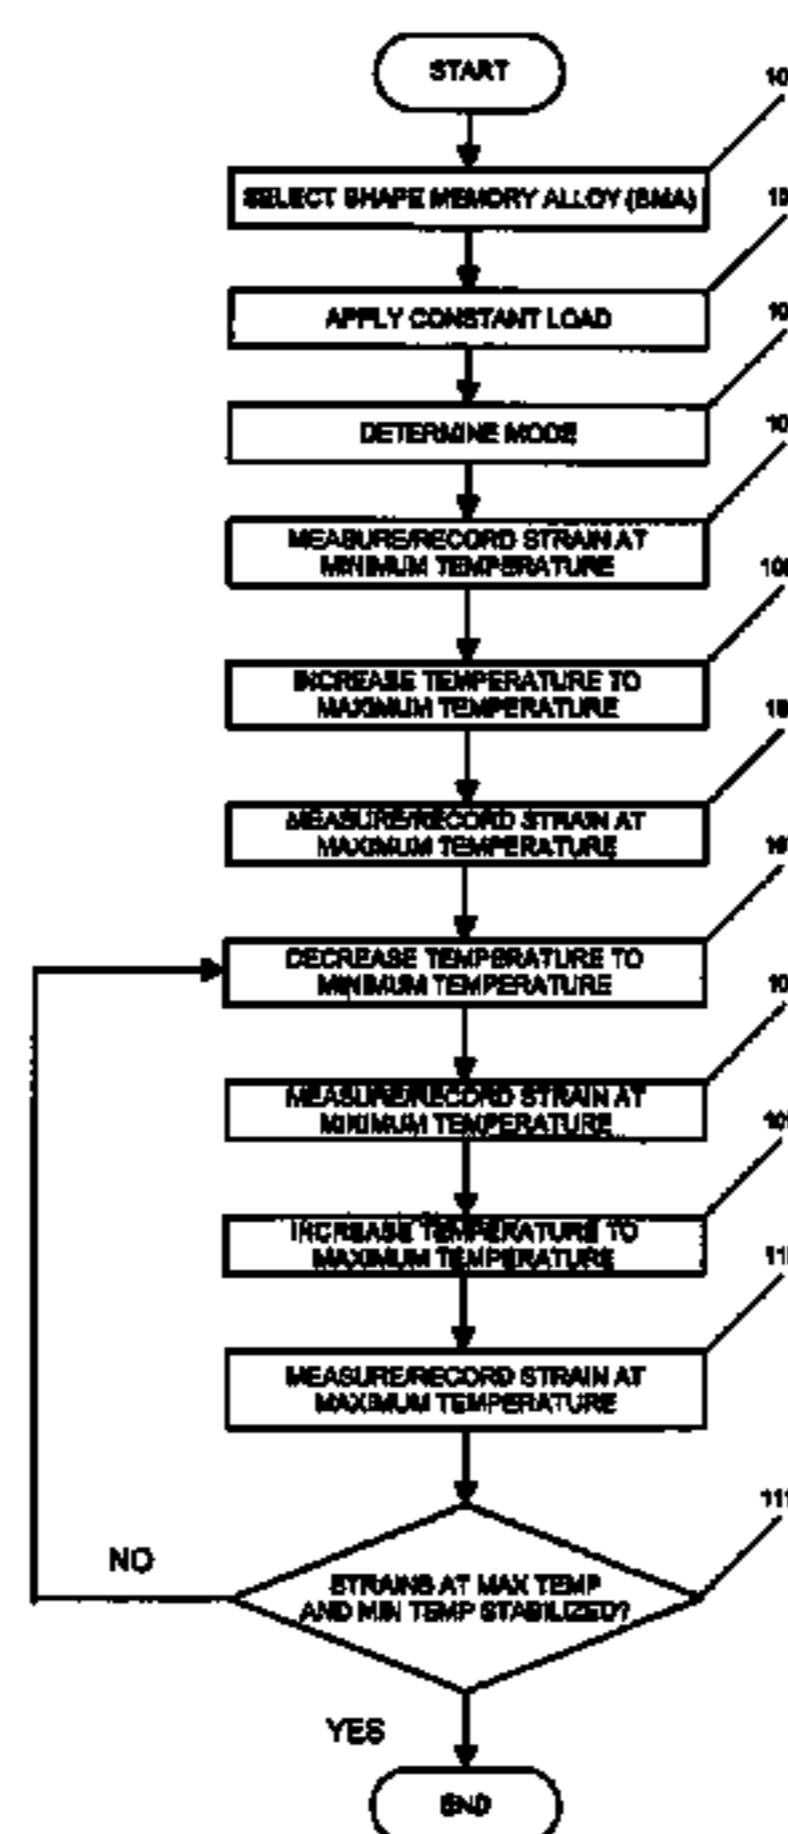 START
SELECT SHAPE MEMORY ALLOY (SMA)
APPLY CONSTANT LOAD
DETERMINE MODE
MEASURE/RECORD STRAIN AT
MINIMUM TEMPERATURE
INCREASE TEMPERATURE TO
MAXIMUM TEMPERATURE
MEASURE/RECORD STRAIN AT
MAXIMUM TEMPERATURE
DECREASE TEMPERATURE TO
MINIMUM TEMPERATURE
MEASURE/RECORD STRAIN AT
MINIMUM TEMPERATURE
INCREASE TEMPERATURE TO
MAXIMUM TEMPERATURE
MEASURE/RECORD STRAIN AT
MAXIMUM TEMPERATURE
NO
STRAINS AT MAX TEMP
AND MIN TEMP STABILIZED?
YES
END